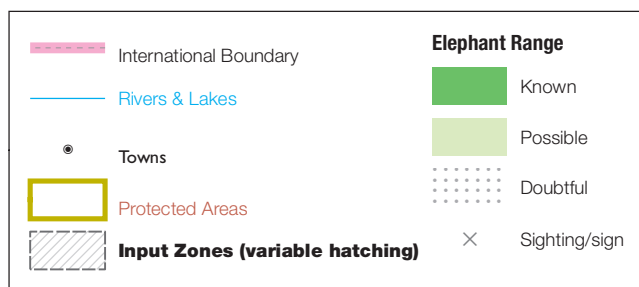 International Boundary
Rivers & Lakes
Towns
Protected Areas
Input Zones (variable hatching)
Elephant Range
Known
Possible
Doubtful
Sighting/sign